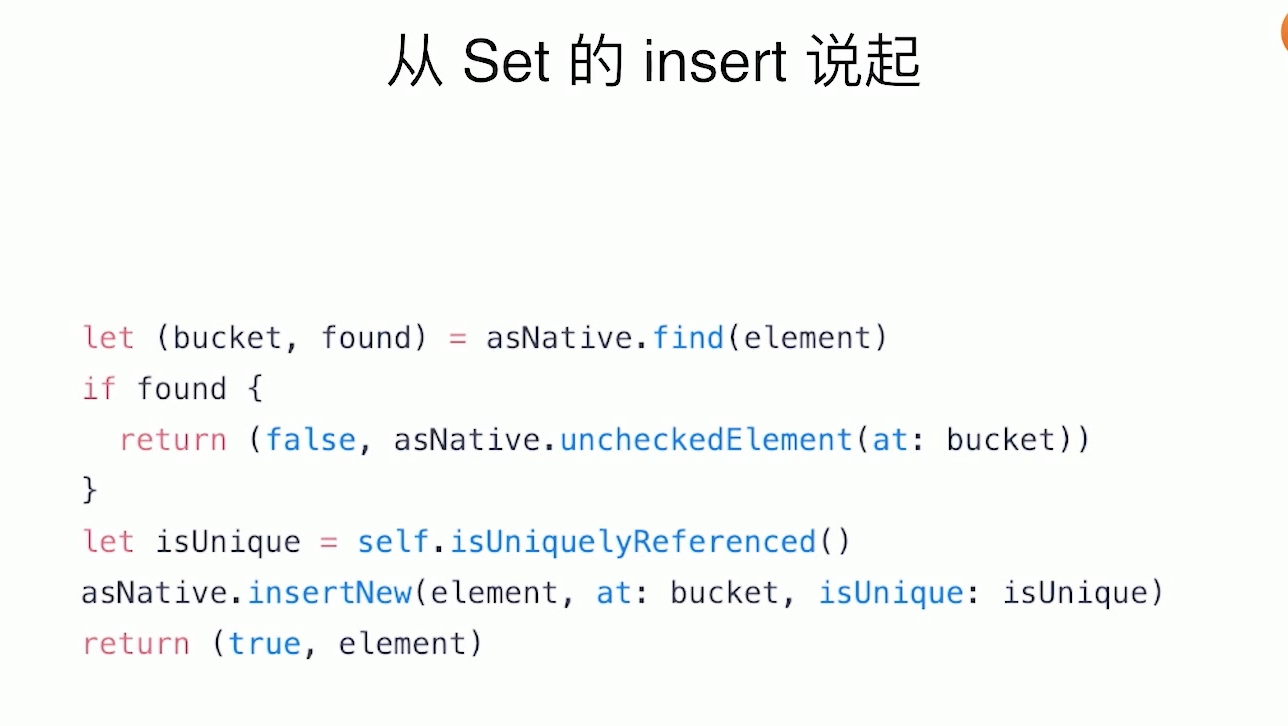 从 Set 的 insert 说起
let (bucket, found) = asNative.find(element)
if found {
  return (false, asNative.uncheckedElement(at: bucket))
}
let isUnique = self.isUniquelyReferenced()
asNative.insertNew(element, at: bucket, isUnique: isUnique)
return (true, element)